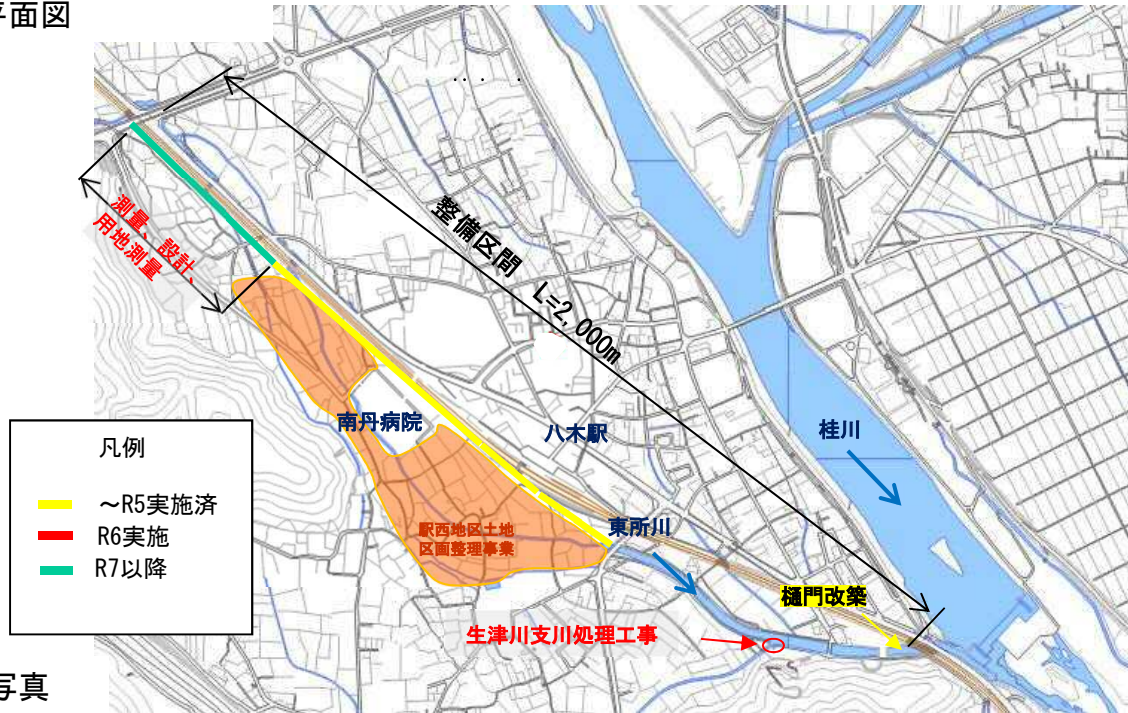 平面図
測量、設計、
用地測量
整備区間 L=2,000m
南丹病院
八木駅
桂川
凡例
～R5実施済
R6実施
R7以降
駅西地区土地
区画整理事業
東所川
樋門改築
生津川支川処理工事
写真